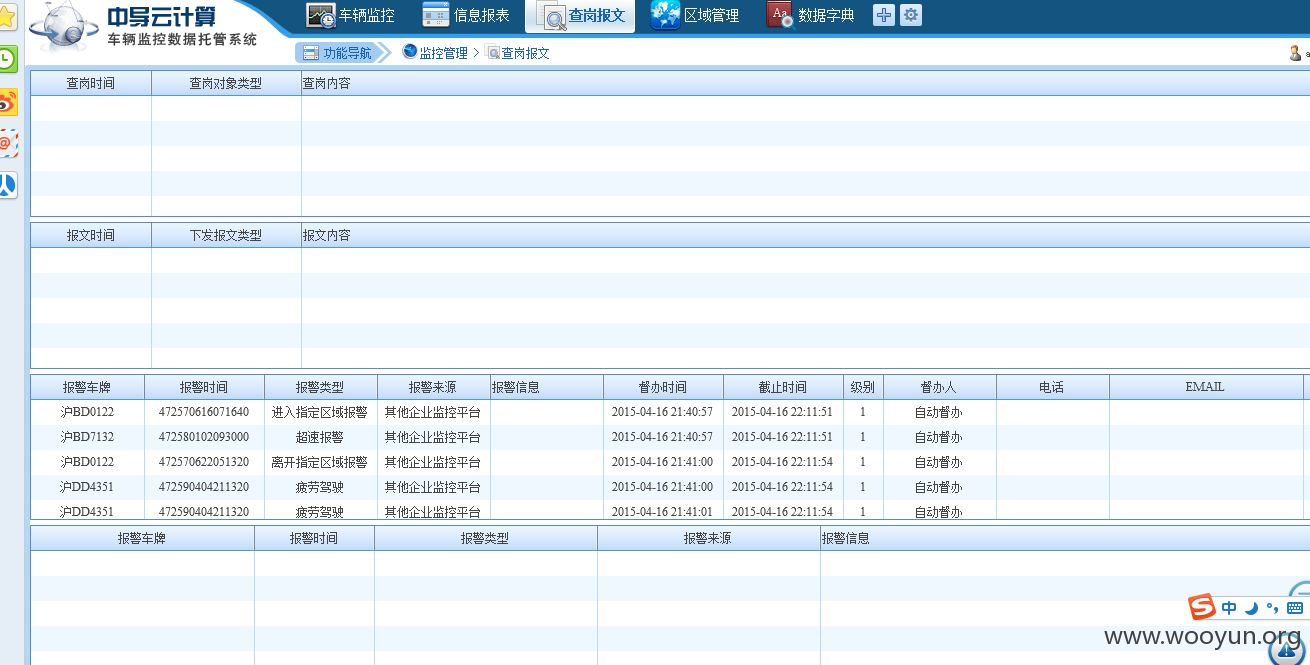 中导云计算
车辆监控数据托管系统
车辆监控 信息报表 查岗报文 区域管理 Aa 数据字典
功能导航 监控管理 > 查岗报文
查岗时间 查岗对象类型 查岗内容
报文时间 下发报文类型 报文内容
报警车牌 报警时间 报警类型 报警来源 报警信息 督办时间 截止时间 级别 督办人 电话 EMAIL
沪BD0122 472570616071640 进入指定区域报警 其他企业监控平台 2015-04-16 21:40:57 2015-04-16 22:11:51 1 自动督办
沪BD7132 472580102093000 超速报警 其他企业监控平台 2015-04-16 21:40:57 2015-04-16 22:11:51 1 自动督办
沪BD0122 472570622051320 离开指定区域报警 其他企业监控平台 2015-04-16 21:41:00 2015-04-16 22:11:54 1 自动督办
沪DD4351 472590404211320 疲劳驾驶 其他企业监控平台 2015-04-16 21:41:00 2015-04-16 22:11:54 1 自动督办
沪DD4351 472590404211320 疲劳驾驶 其他企业监控平台 2015-04-16 21:41:01 2015-04-16 22:11:54 1 自动督办
报警车牌 报警时间 报警类型 报警来源 报警信息
S 中
www.wooyun.org